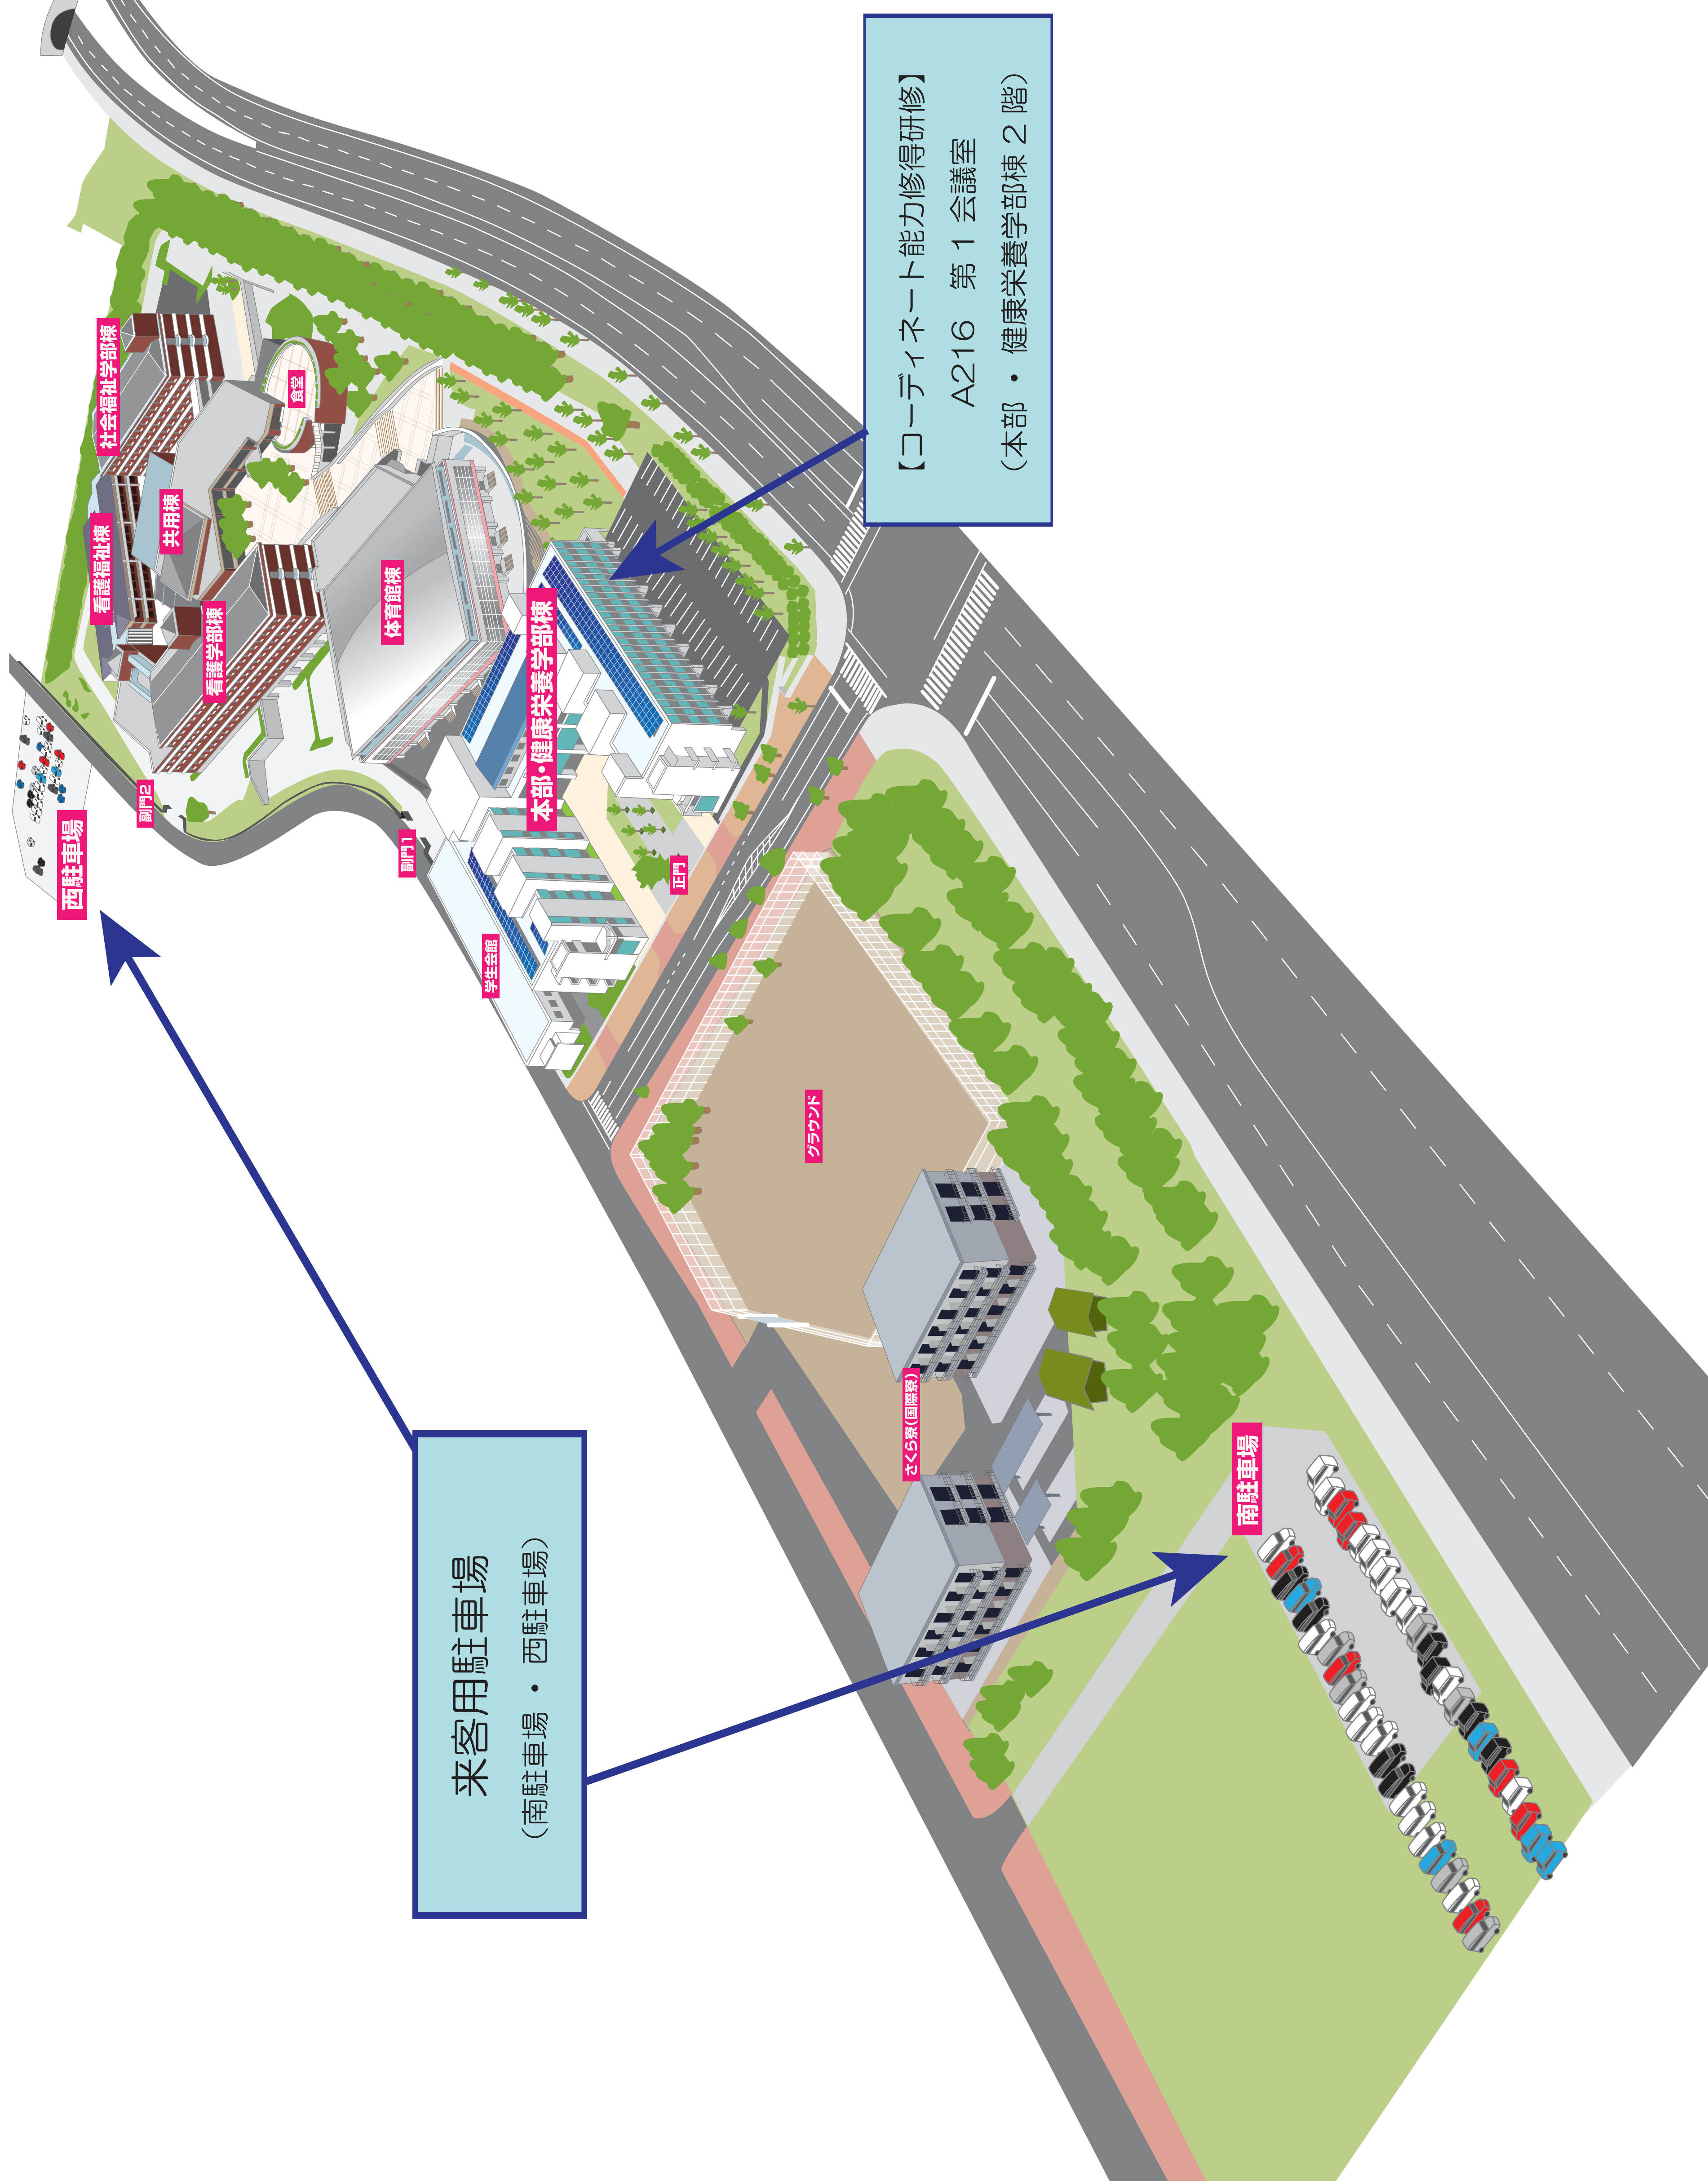 【コーディネート能力修得研修】
A216 第1会議室
（本部・健康栄養学部棟2階）
社会福祉学部棟
食堂
看護福祉棟
共用棟
看護学部棟
体育館棟
本部・健康栄養学部棟
西駐車場
副門2
副門1
正門
学生会館
グラウンド
さくら寮(国際寮)
南駐車場
来客用駐車場
（南駐車場・西駐車場）